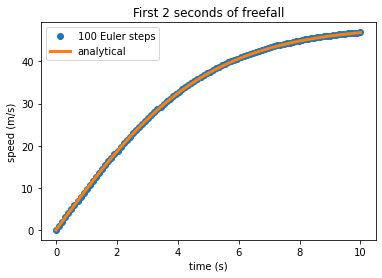 First 2 seconds of freefall
100 Euler steps
analytical
speed (m/s)
40
30
20
10
0
0
2
4
6
8
10
time (s)